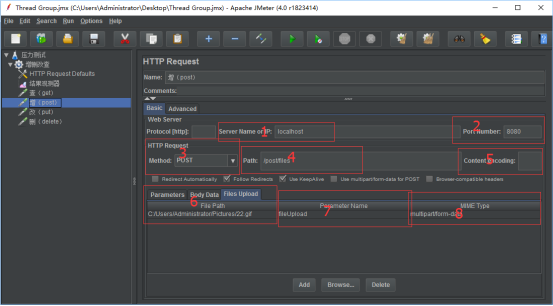 Thread Group.jmx (C:\Users\Administrator\Desktop\Thread Group.jmx) - Apache JMeter (4.0 r1823414)
File Edit Search Run Options Help
压力测试
增删改查
HTTP Request Defaults
结果观测器
查（get）
增（post）
改（put）
删（delete）
HTTP Request
Name: 增（post）
Comments:
Basic Advanced
Web Server
Protocol [http]: Server Name or IP: localhost Port Number: 8080
1 2
HTTP Request
Method: POST Path: /post/files Content encoding:
3 4 5
Redirect Automatically Follow Redirects Use KeepAlive Use multipart/form-data for POST Browser-compatible headers
Parameters Body Data Files Upload
File Path Parameter Name MIME Type
6 7 8
C:/Users/Administrator/Pictures/22.gif fileUpload multipart/form-data
Add Browse... Delete